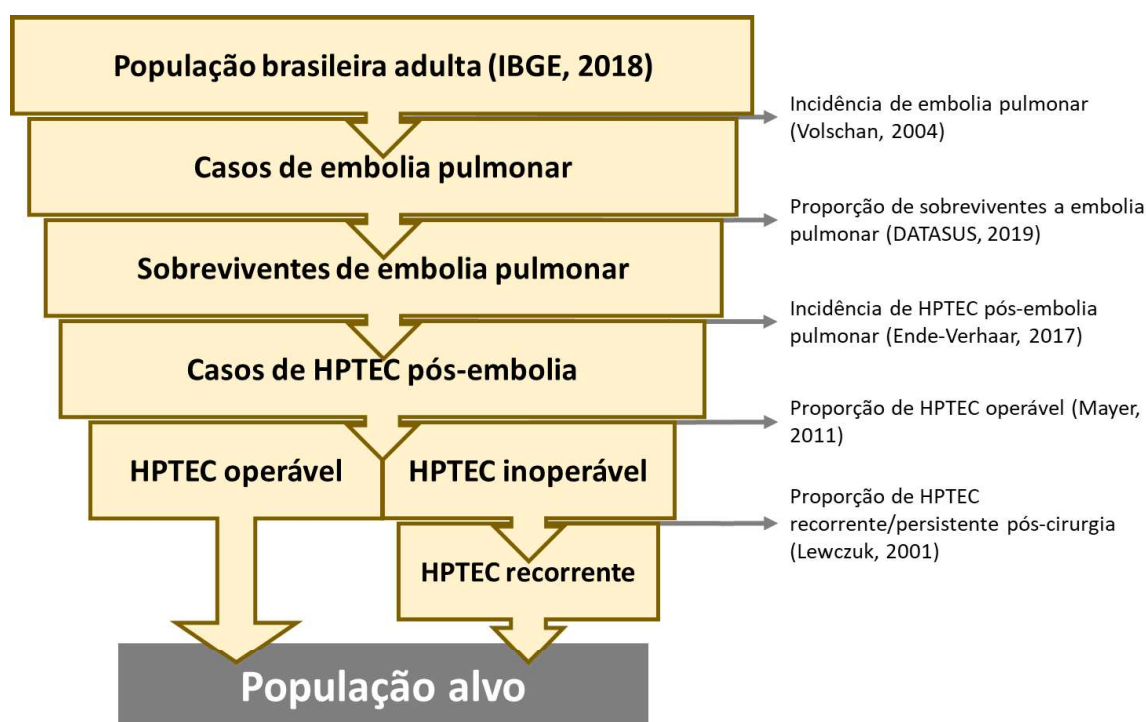 População brasileira adulta (IBGE, 2018)
Incidência de embolia pulmonar
(Volschan, 2004)
Casos de embolia pulmonar
Proporção de sobreviventes a embolia
pulmonar (DATASUS, 2019)
Sobreviventes de embolia pulmonar
Incidência de HPTEC pós-embolia
pulmonar (Ende-Verhaar, 2017)
Casos de HPTEC pós-embolia
Proporção de HPTEC operável (Mayer,
2011)
HPTEC operável
HPTEC inoperável
Proporção de HPTEC
recorrente/persistente pós-cirurgia
(Lewczuk, 2001)
HPTEC recorrente
População alvo